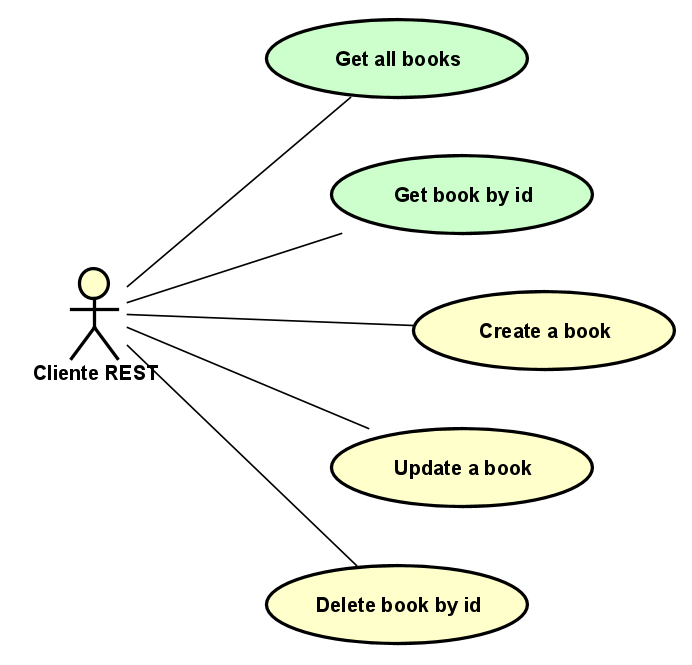 Get all books
Get book by id
Create a book
Cliente REST
Update a book
Delete book by id